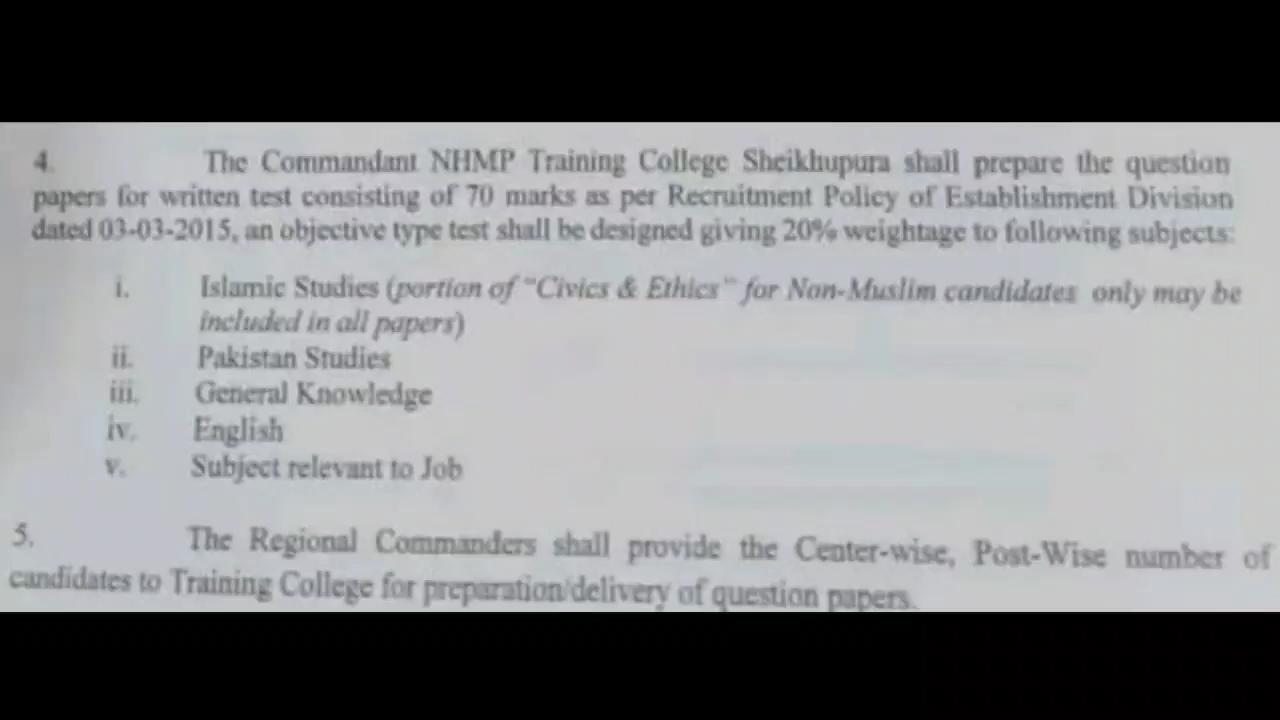 4. The Commandant NHMP Training College Sheikhupura shall prepare the question
papers for written test consisting of 70 marks as per Recruitment Policy of Establishment Division
dated 03-03-2015, an objective type test shall be designed giving 20% weightage to following subjects:
i. Islamic Studies (portion of "Civics & Ethics" for Non-Muslim candidates only may be
included in all papers)
ii. Pakistan Studies
iii. General Knowledge
iv. English
v. Subject relevant to Job
5. The Regional Commanders shall provide the Center-wise, Post-Wise number of
candidates to Training College for preparation/delivery of question papers.